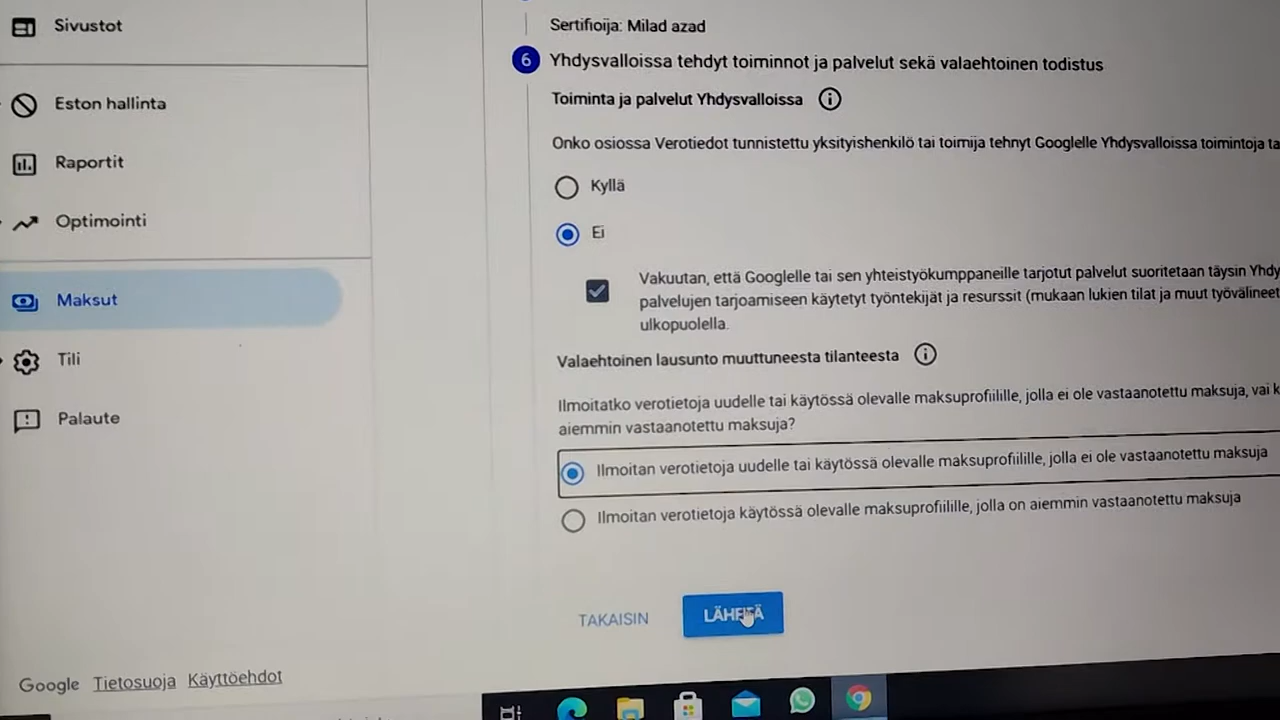 Sivustot
Eston hallinta
Raportit
Optimointi
Maksut
Tili
Palaute
Google Tietosuoja Käyttöehdot
Sertifioija: Milad azad
6 Yhdysvalloissa tehdyt toiminnot ja palvelut sekä valaehtoinen todistus
Toiminta ja palvelut Yhdysvalloissa
Onko osiossa Verotiedot tunnistettu yksityishenkilö tai toimija tehnyt Googlelle Yhdysvalloissa toimintoja
Kyllä
Ei
Vakuutan, että Googlelle tai sen yhteistyökumppaneille tarjotut palvelut suoritetaan täysin
palvelujen tarjoamiseen käytetyt työntekijät ja resurssit (mukaan lukien tilat ja muut työvälineet
ulkopuolella.
Valaehtoinen lausunto muuttuneesta tilanteesta
Ilmoitatko verotietoja uudelle tai käytössä olevalle maksuprofiilille, jolla ei ole vastaanotettu maksuja, vai
aiemmin vastaanotettu maksuja?
Ilmoitan verotietoja uudelle tai käytössä olevalle maksuprofiilille, jolla ei ole vastaanotettu maksuja
Ilmoitan verotietoja käytössä olevalle maksuprofiilille, jolla on aiemmin vastaanotettu maksuja
TAKAISIN LÄHETÄ